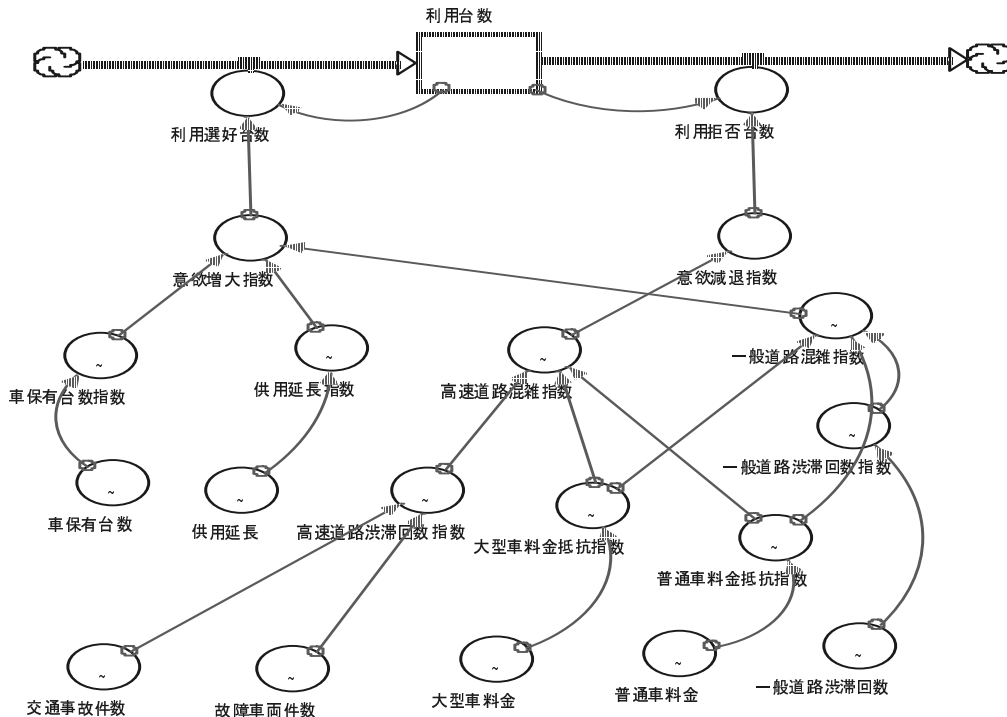 利用台数
利用選好台数
利用拒否台数
意欲増大指数
意欲減退指数
一般道路混雑指数
車保有台数指数
供用延長指数
高速道路混雑指数
一般道路渋滞回数指数
車保有台数
供用延長
高速道路渋滞回数指数
大型車料金抵抗指数
普通車料金抵抗指数
交通事故件数
故障車両件数
大型車料金
普通車料金
一般道路渋滞回数